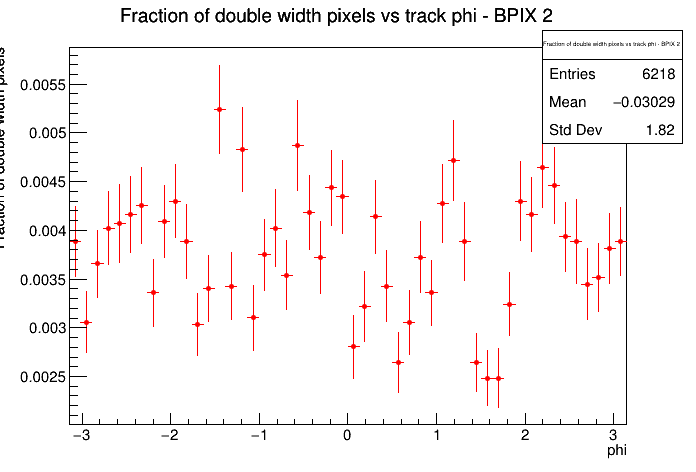 Fraction of double width pixels vs track phi - BPIX 2
Fraction of double width pixels vs track phi - BPIX 2
Entries 6218
Mean −0.03029
Std Dev 1.82
Fraction of double width pixels
0.0055
0.005
0.0045
0.004
0.0035
0.003
0.0025
−3 −2 −1 0 1 2 3
phi